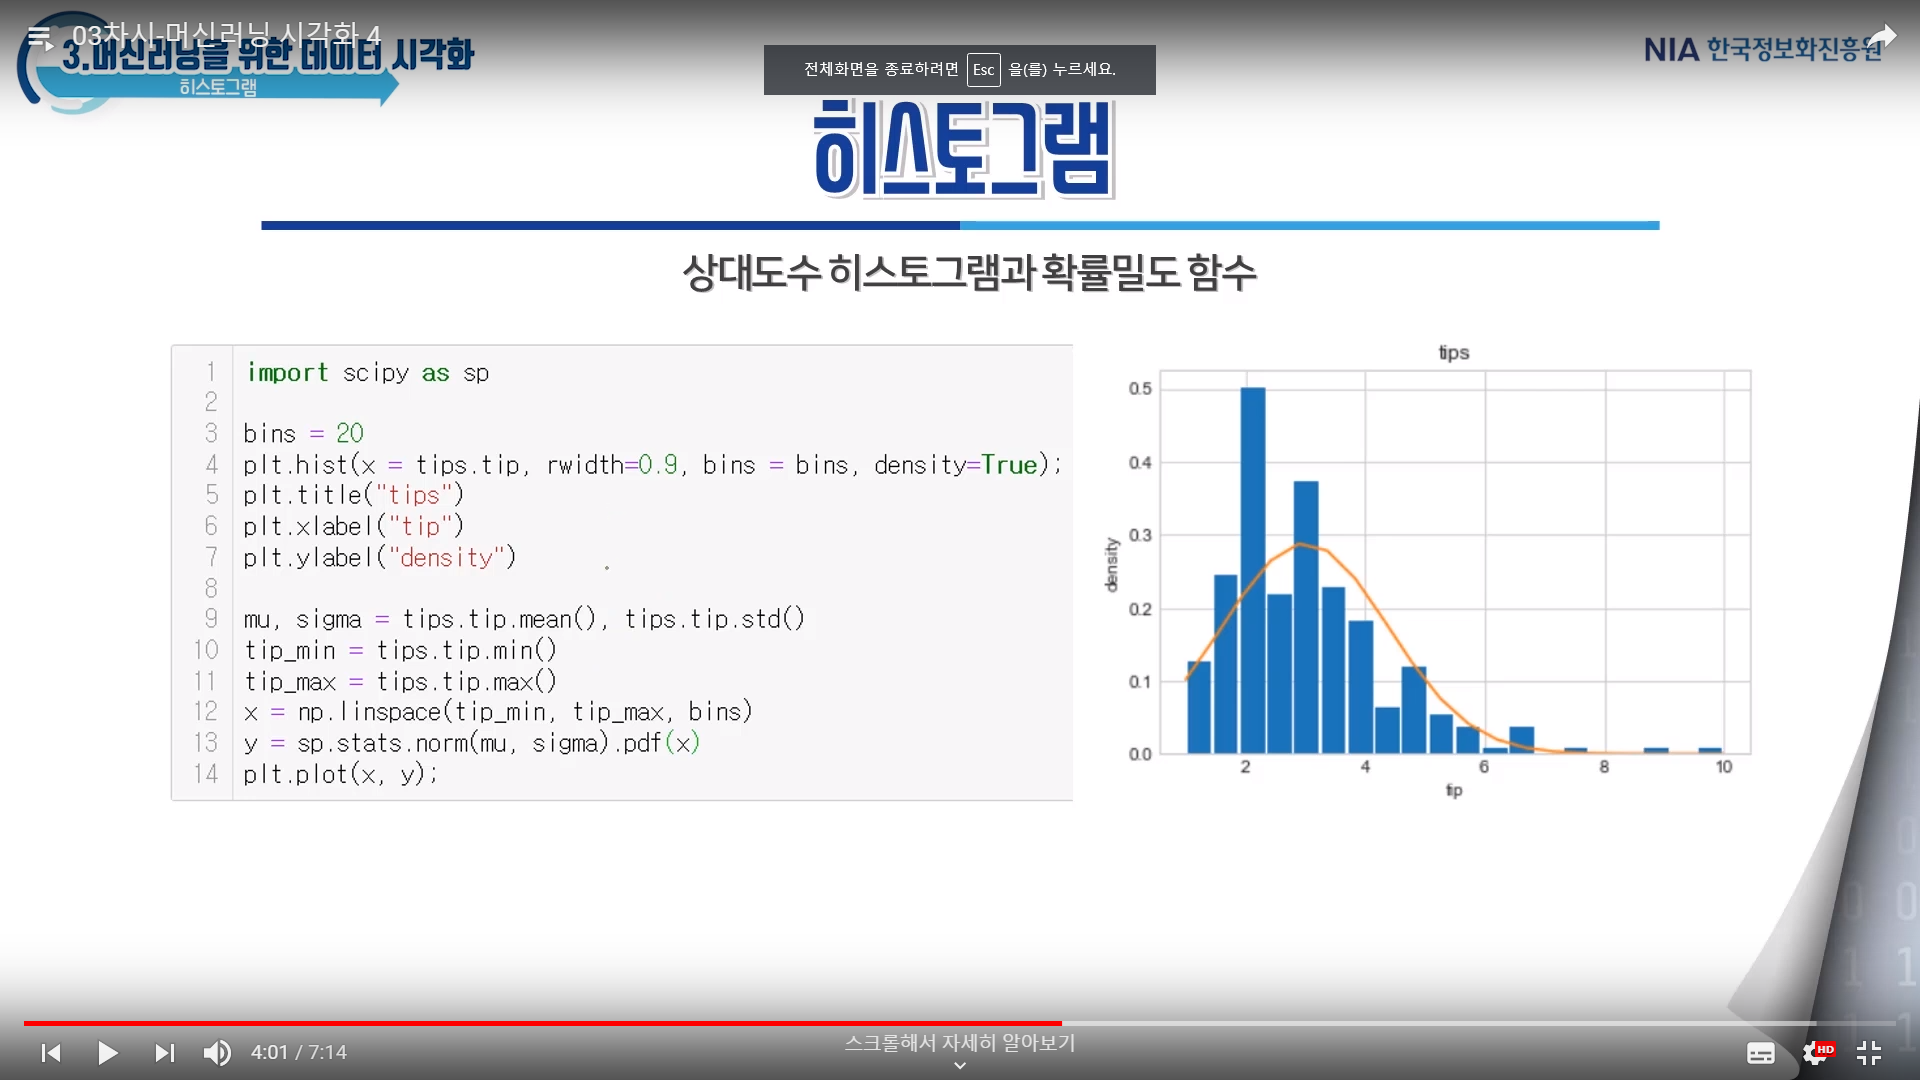 03차시-머신러닝 시각화 4
3.머신러닝을 위한 데이터 시각화
히스토그램
NIA 한국정보화진흥원
전체화면을 종료하려면 Esc 을(를) 누르세요.
히스토그램
상대도수 히스토그램과 확률밀도 함수
1 import scipy as sp
2
3 bins = 20
4 plt.hist(x = tips.tip, rwidth=0.9, bins = bins, density=True);
5 plt.title("tips")
6 plt.xlabel("tip")
7 plt.ylabel("density")
8
9 mu, sigma = tips.tip.mean(), tips.tip.std()
10 tip_min = tips.tip.min()
11 tip_max = tips.tip.max()
12 x = np.linspace(tip_min, tip_max, bins)
13 y = sp.stats.norm(mu, sigma).pdf(x)
14 plt.plot(x, y);
tips
0.5
0.4
0.3
0.2
0.1
0.0
density
2 4 6 8 10
tip
4:01 / 7:14
스크롤해서 자세히 알아보기
HD